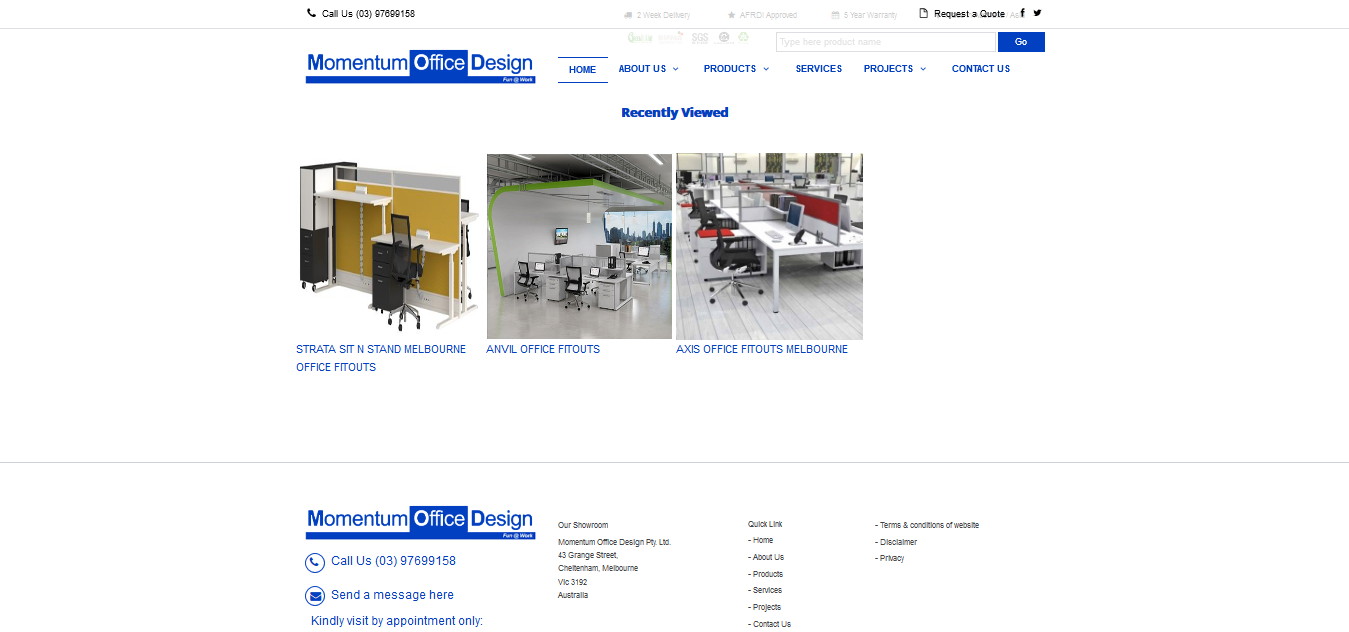 Call Us (03) 97699158
2 Week Delivery
AFRDI Approved
5 Year Warranty
Request a Quote
SGS
Type here product name
Go
Momentum Office Design
Fun @ Work
HOME
ABOUT US
PRODUCTS
SERVICES
PROJECTS
CONTACT US
Recently Viewed
STRATA SIT N STAND MELBOURNE
OFFICE FITOUTS
ANVIL OFFICE FITOUTS
AXIS OFFICE FITOUTS MELBOURNE
Momentum Office Design
Fun @ Work
Call Us (03) 97699158
Send a message here
Kindly visit by appointment only:
Our Showroom
Momentum Office Design Pty. Ltd.
43 Grange Street,
Cheltenham, Melbourne
Vic 3192
Australia
Quick Link
- Home
- About Us
- Products
- Services
- Projects
- Contact Us
- Terms & conditions of website
- Disclaimer
- Privacy